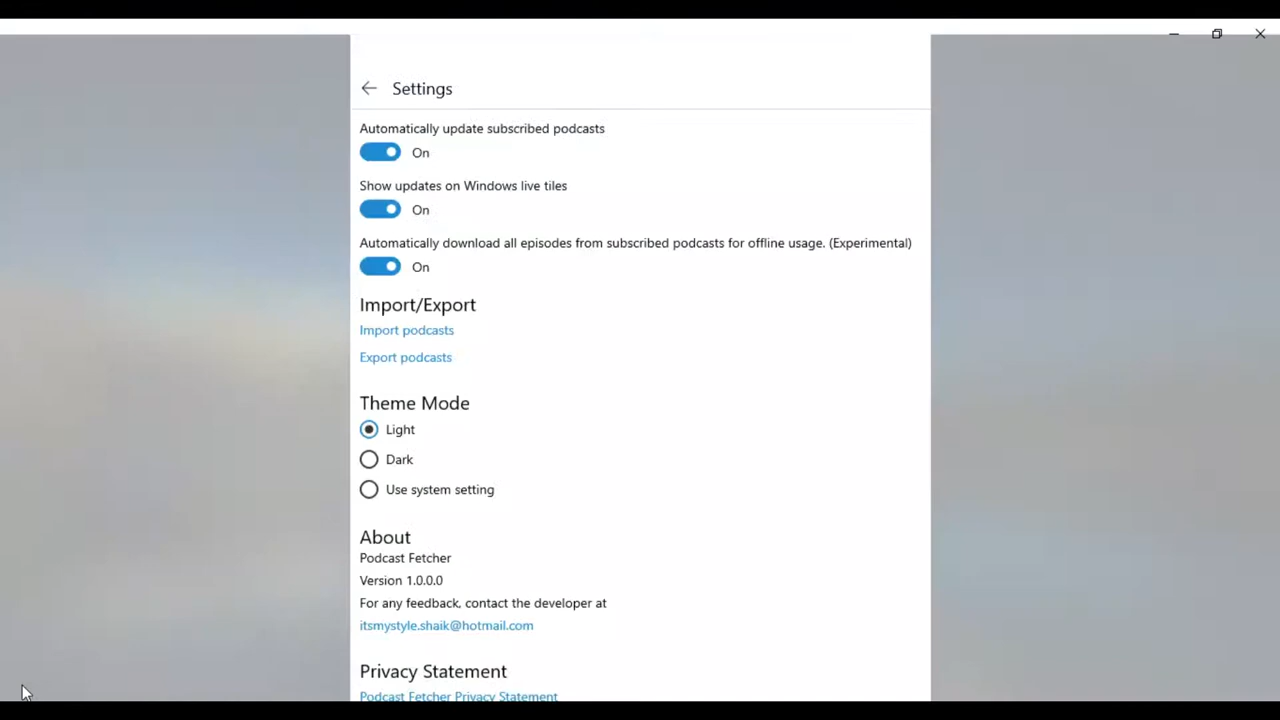 Settings
Automatically update subscribed podcasts
On
Show updates on Windows live tiles
On
Automatically download all episodes from subscribed podcasts for offline usage. (Experimental)
On
Import/Export
Import podcasts
Export podcasts
Theme Mode
Light
Dark
Use system setting
About
Podcast Fetcher
Version 1.0.0.0
For any feedback, contact the developer at
itsmystyle.shaik@hotmail.com
Privacy Statement
Podcast Fetcher Privacy Statement